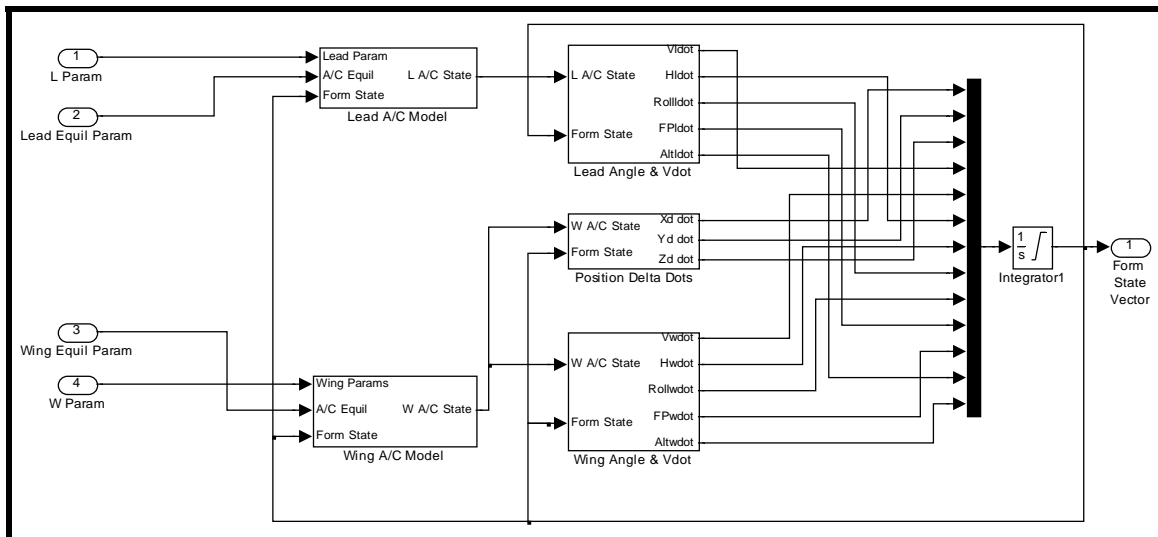 1
L Param
2
Lead Equil Param
3
Wing Equil Param
4
W Param
Lead Param
A/C Equil
Form State
L A/C State
Lead A/C Model
Wing Params
A/C Equil
Form State
W A/C State
Wing A/C Model
L A/C State
Form State
Vldot
Hldot
Rollldot
FPldot
Altldot
Lead Angle & Vdot
W A/C State
Form State
Xd dot
Yd dot
Zd dot
Position Delta Dots
W A/C State
Form State
Vwdot
Hwdot
Rollwdot
FPwdot
Altwdot
Wing Angle & Vdot
1
s
Integrator1
1
Form
State
Vector